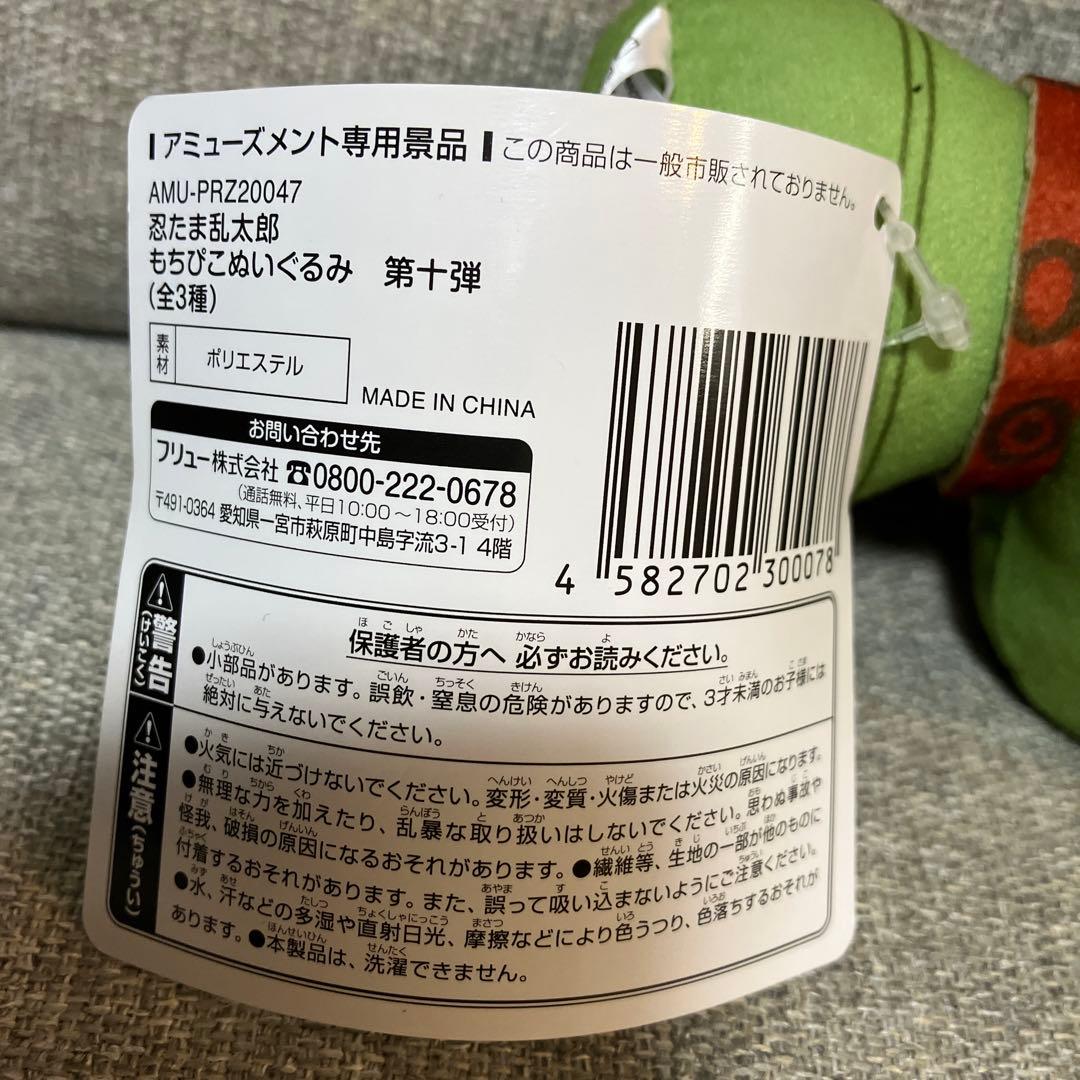 アミューズメント専用景品 この商品は一般市販されておりません。
AMU-PRZ20047
忍たま乱太郎
もちぴこぬいぐるみ 第十弾
(全3種)
素材 ポリエステル
MADE IN CHINA
お問い合わせ先
フリュー株式会社 ☎0800-222-0678
(通話無料、平日10:00～18:00受付)
〒491-0364 愛知県一宮市萩原町中島字流3-1 4階
4 582702 300078
警告(けいこく)
保護者の方へ 必ずお読みください。
●小部品があります。誤飲・窒息の危険がありますので、3才未満のお子様には
絶対に与えないでください。
注意(ちゅうい)
●火気には近づけないでください。変形・変質・火傷または火災の原因になります。
●無理な力を加えたり、乱暴な取り扱いはしないでください。思わぬ事故や
怪我、破損の原因になるおそれがあります。●繊維等、生地の一部が他のものに
付着するおそれがあります。また、誤って吸い込まないようにご注意ください。
●水、汗などの多湿や直射日光、摩擦などにより色うつり、色落ちするおそれが
あります。●本製品は、洗濯できません。